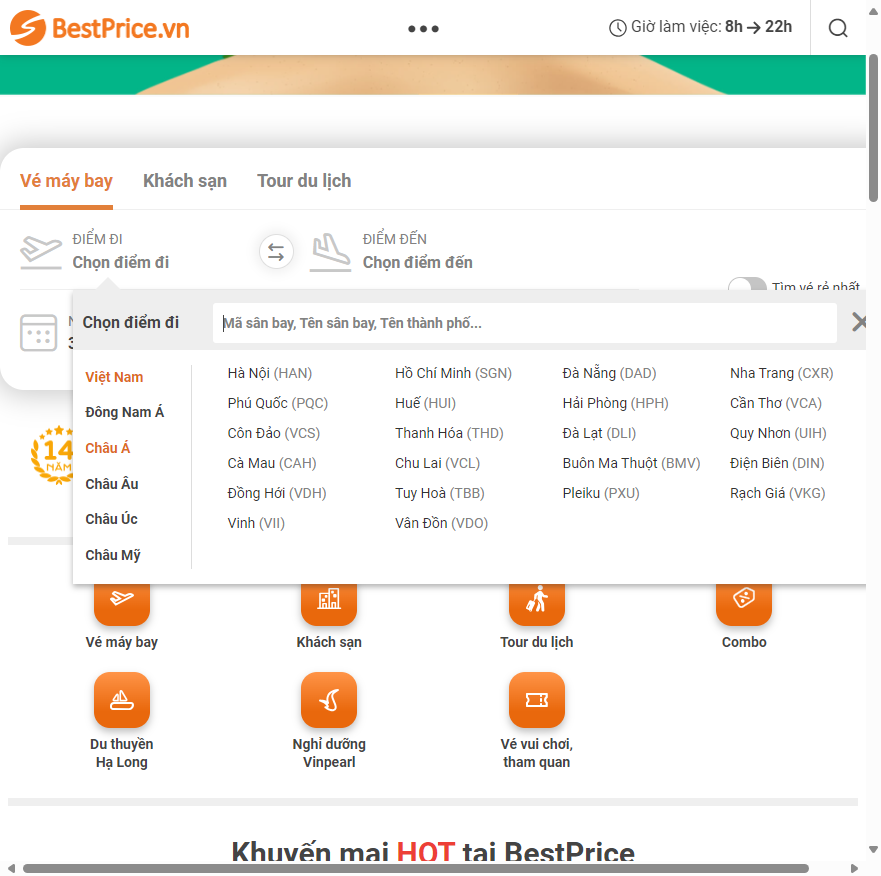 BestPrice.vn
Giờ làm việc: 8h → 22h
Vé máy bay
Khách sạn
Tour du lịch
ĐIỂM ĐI
Chọn điểm đi
ĐIỂM ĐẾN
Chọn điểm đến
Tìm vé rẻ nhất
Chọn điểm đi
Mã sân bay, Tên sân bay, Tên thành phố...
Việt Nam
Đông Nam Á
Châu Á
Châu Âu
Châu Úc
Châu Mỹ
Hà Nội (HAN)
Hồ Chí Minh (SGN)
Đà Nẵng (DAD)
Nha Trang (CXR)
Phú Quốc (PQC)
Huế (HUI)
Hải Phòng (HPH)
Cần Thơ (VCA)
Côn Đảo (VCS)
Thanh Hóa (THD)
Đà Lạt (DLI)
Quy Nhơn (UIH)
Cà Mau (CAH)
Chu Lai (VCL)
Buôn Ma Thuột (BMV)
Điện Biên (DIN)
Đồng Hới (VDH)
Tuy Hoà (TBB)
Pleiku (PXU)
Rạch Giá (VKG)
Vinh (VII)
Vân Đồn (VDO)
14
NĂM
Vé máy bay
Khách sạn
Tour du lịch
Combo
Du thuyền
Hạ Long
Nghỉ dưỡng
Vinpearl
Vé vui chơi,
tham quan
Khuyến mại HOT tại BestPrice